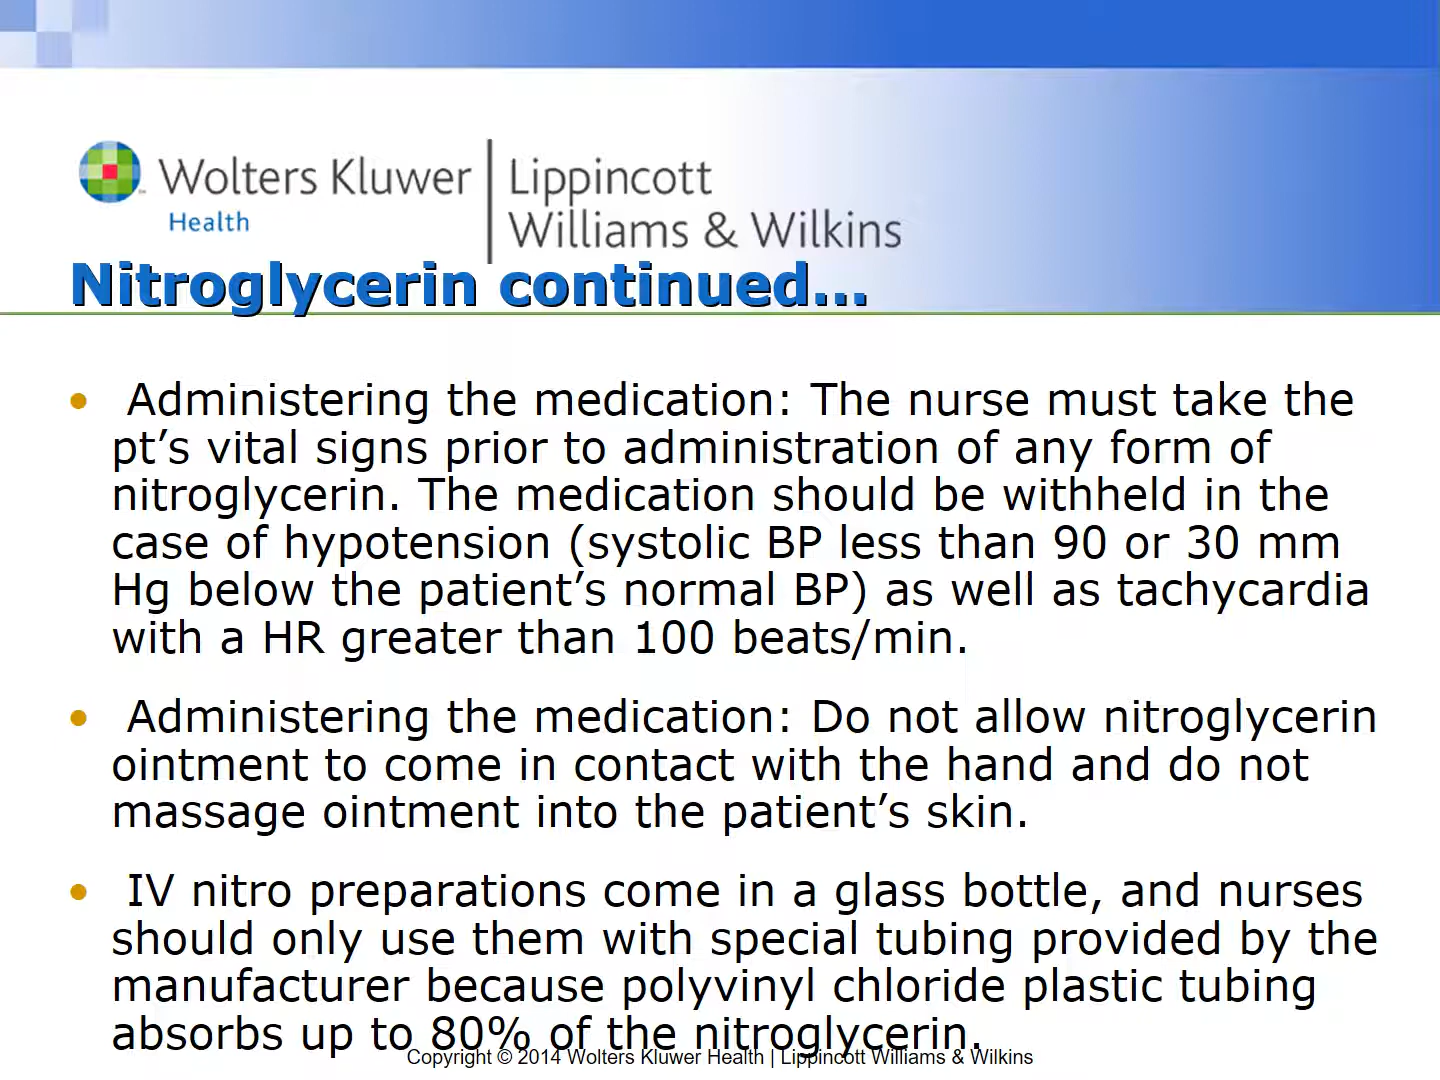 Wolters Kluwer
Health
Lippincott
Williams & Wilkins
Nitroglycerin continued...
• Administering the medication: The nurse must take the
pt’s vital signs prior to administration of any form of
nitroglycerin. The medication should be withheld in the
case of hypotension (systolic BP less than 90 or 30 mm
Hg below the patient’s normal BP) as well as tachycardia
with a HR greater than 100 beats/min.
• Administering the medication: Do not allow nitroglycerin
ointment to come in contact with the hand and do not
massage ointment into the patient’s skin.
• IV nitro preparations come in a glass bottle, and nurses
should only use them with special tubing provided by the
manufacturer because polyvinyl chloride plastic tubing
absorbs up to 80% of the nitroglycerin.
Copyright © 2014 Wolters Kluwer Health | Lippincott Williams & Wilkins